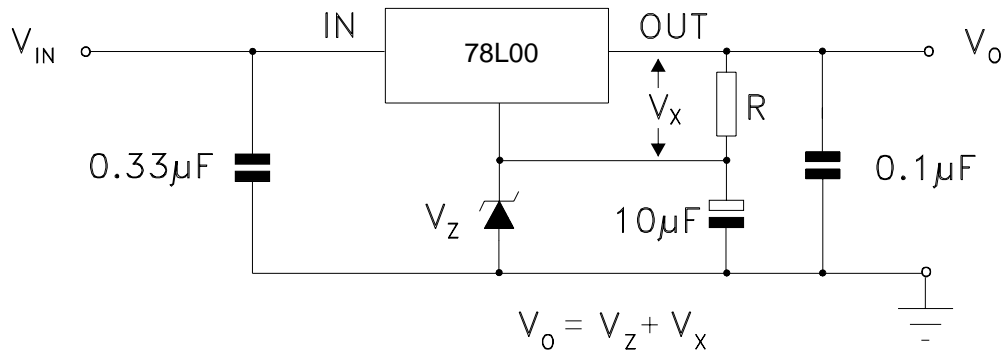 IN
78L00
OUT
V_IN
V_O
V_X
R
0.33µF
0.1µF
V_Z
10µF
V_O = V_Z + V_X